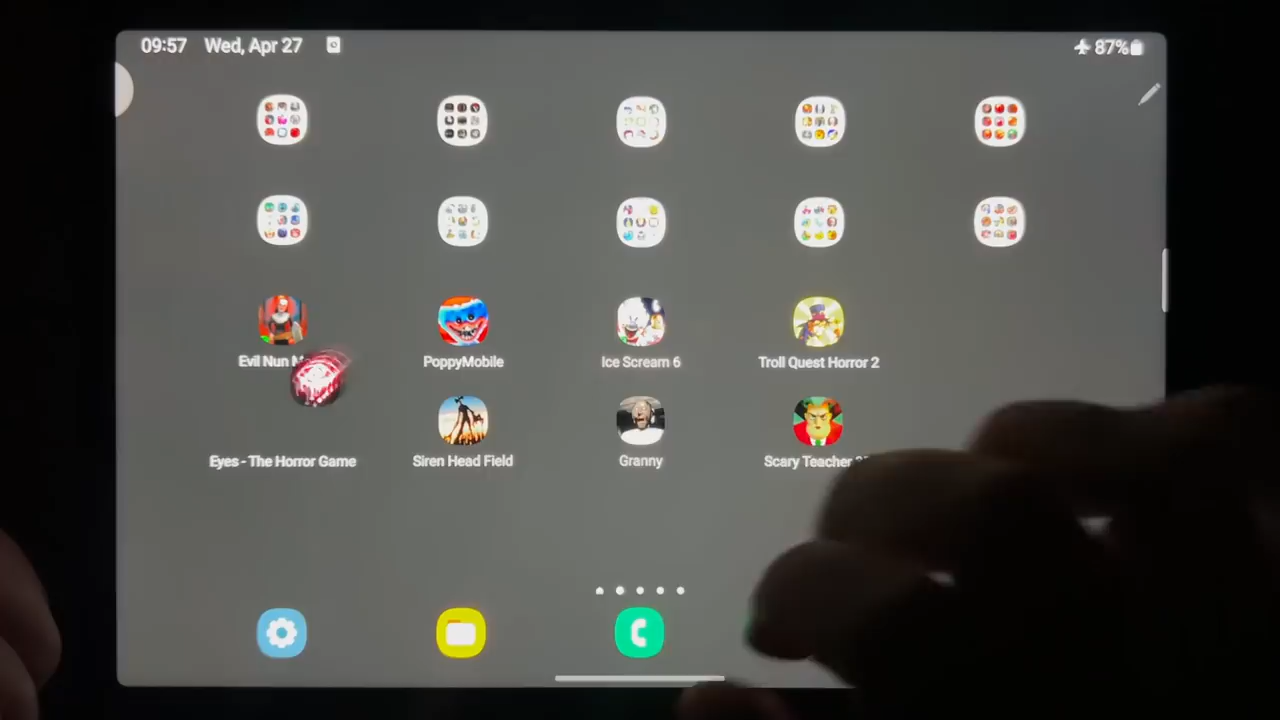 09:57 Wed, Apr 27 87%
Evil Nun PoppyMobile Ice Scream 6 Troll Quest Horror 2
Eyes - The Horror Game Siren Head Field Granny Scary Teacher